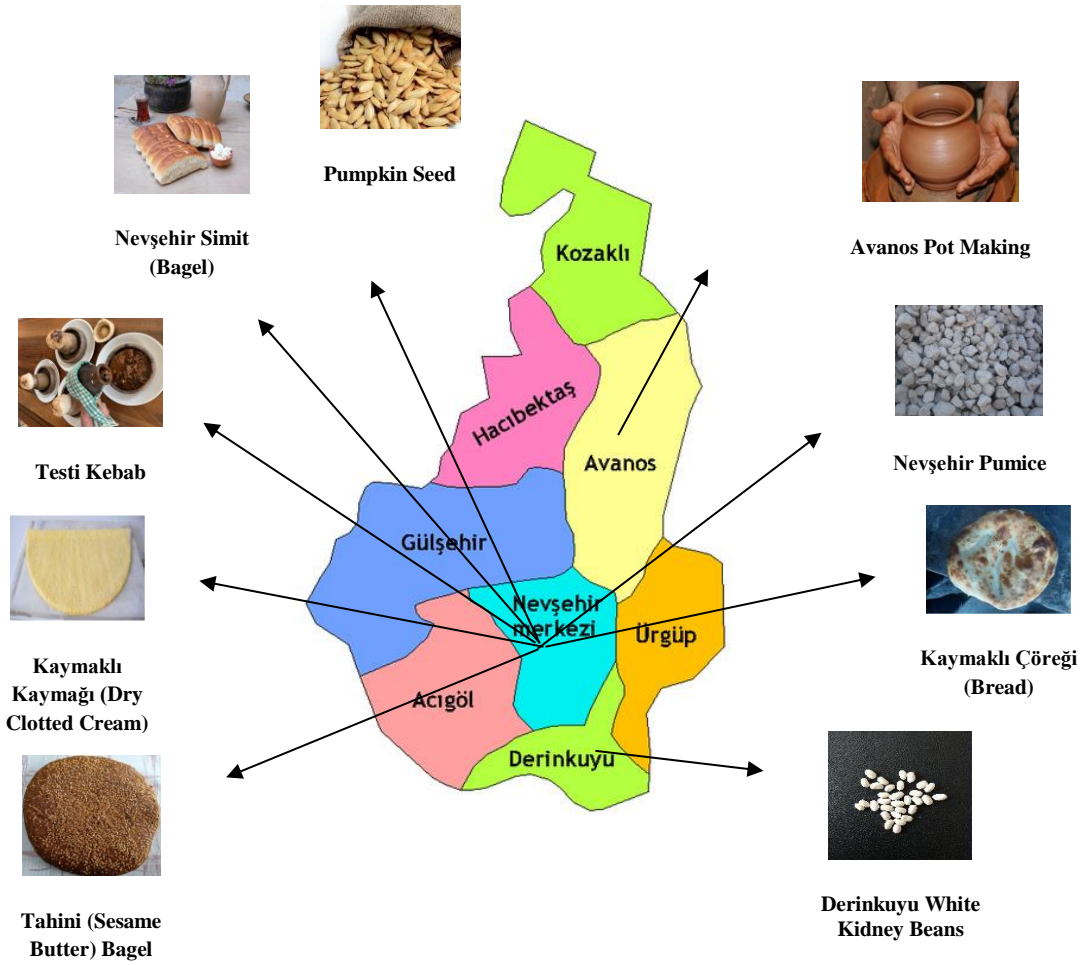 Pumpkin Seed
Nevşehir Simit
(Bagel)
Avanos Pot Making
Kozaklı
Hacıbektaş
Avanos
Testi Kebab
Nevşehir Pumice
Gülşehir
Nevşehir
merkezi
Ürgüp
Kaymaklı
Kaymağı (Dry
Clotted Cream)
Kaymaklı Çöreği
(Bread)
Acıgöl
Derinkuyu
Tahini (Sesame
Butter) Bagel
Derinkuyu White
Kidney Beans